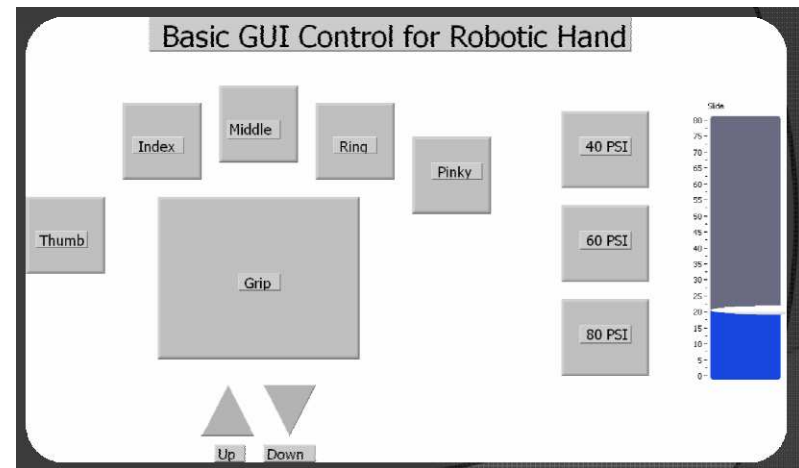 Basic GUI Control for Robotic Hand
Index
Middle
Ring
Pinky
Thumb
Grip
Up
Down
40 PSI
60 PSI
80 PSI
Slide
80
75
70
65
60
55
50
45
40
35
30
25
20
15
10
5
0